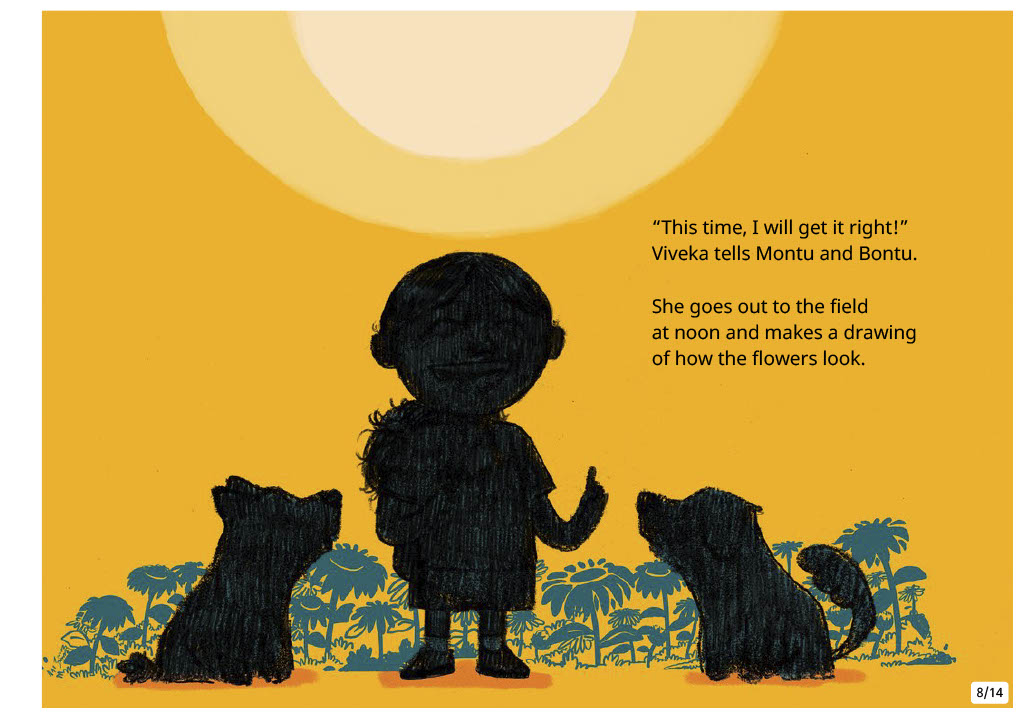 “This time, I will get it right!”
Viveka tells Montu and Bontu.
She goes out to the field
at noon and makes a drawing
of how the flowers look.
8/14